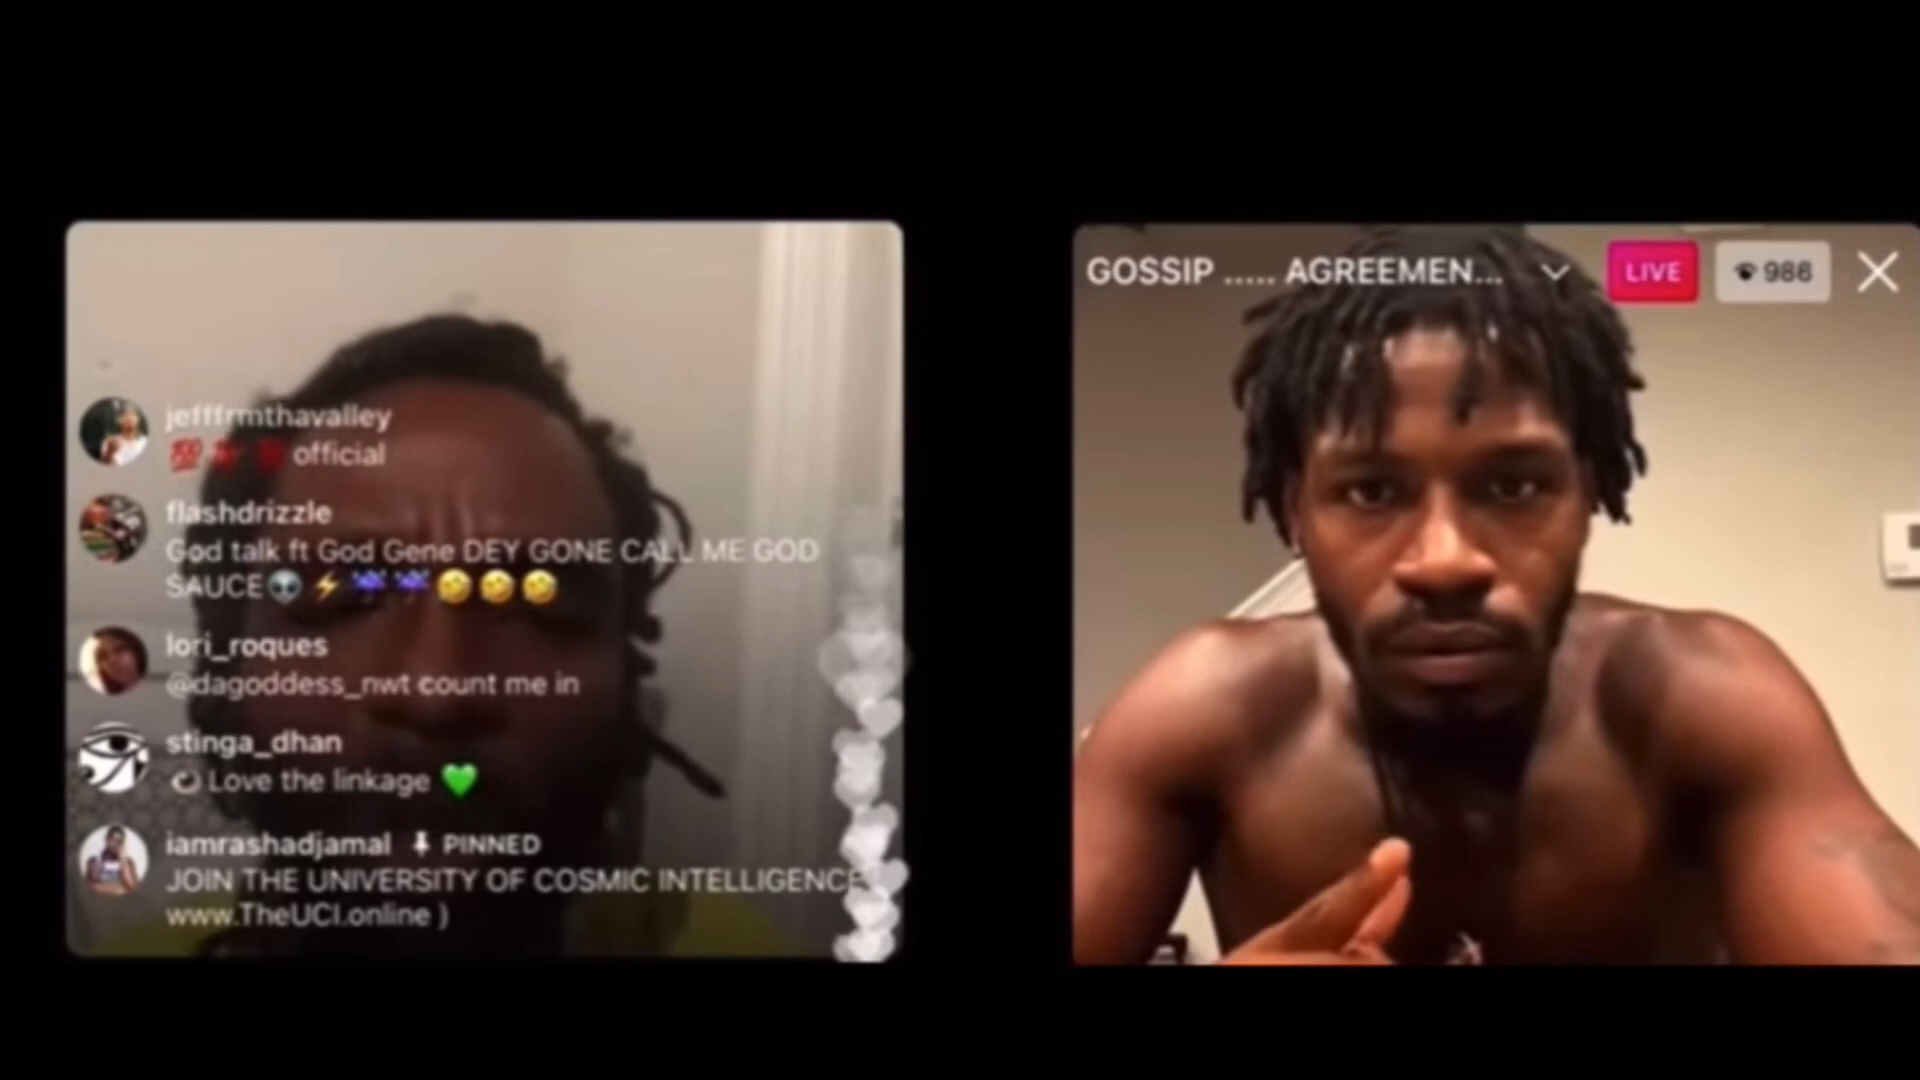 GOSSIP ..... AGREEMEN...
LIVE
986
jefffrmthavalley
💯 💯 💯 official
flashdrizzle
God talk ft God Gene DEY GONE CALL ME GOD
SAUCE👽⚡👾👾🤣🤣🤣
lori_roques
@dagoddess_nwt count me in
stinga_dhan
Love the linkage 💚
iamrashadjamal PINNED
JOIN THE UNIVERSITY OF COSMIC INTELLIGENCE
www.TheUCI.online )